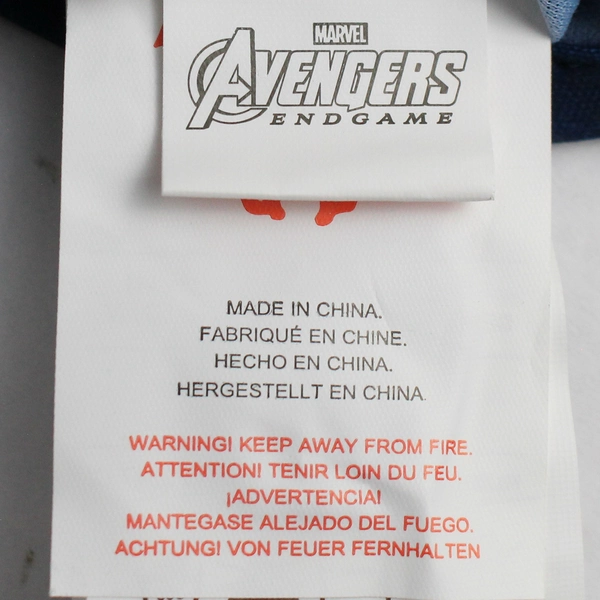 MARVEL
AVENGERS
ENDGAME
MADE IN CHINA.
FABRIQUÉ EN CHINE.
HECHO EN CHINA.
HERGESTELLT EN CHINA.
WARNING! KEEP AWAY FROM FIRE.
ATTENTION! TENIR LOIN DU FEU.
¡ADVERTENCIA!
MANTEGASE ALEJADO DEL FUEGO.
ACHTUNG! VON FEUER FERNHALTEN